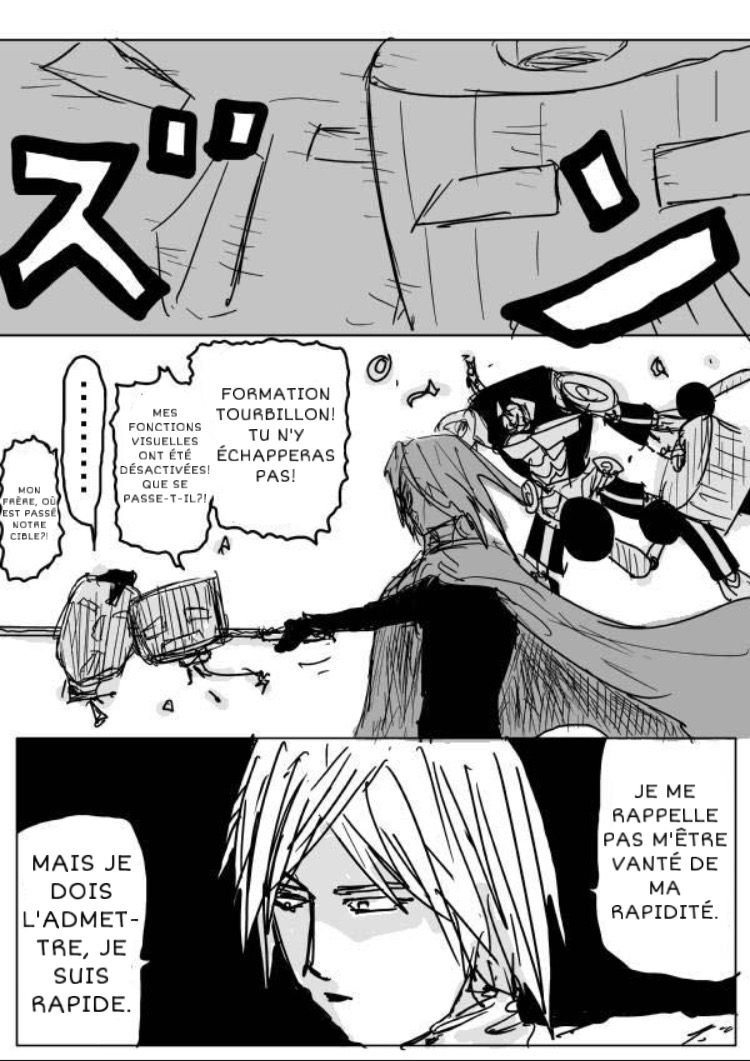 ズン
FORMATION
TOURBILLON!
TU N'Y
ÉCHAPPERAS
PAS!
MES
FONCTIONS
VISUELLES
ONT ÉTÉ
DÉSACTIVÉES!
QUE SE
PASSE-T-IL?!
..........
MON
FRÈRE, OÙ
EST PASSÉ
NOTRE
CIBLE?!
JE ME
RAPPELLE
PAS M'ÊTRE
VANTÉ DE
MA
RAPIDITÉ.
MAIS JE
DOIS
L'ADMET-
TRE, JE
SUIS
RAPIDE.